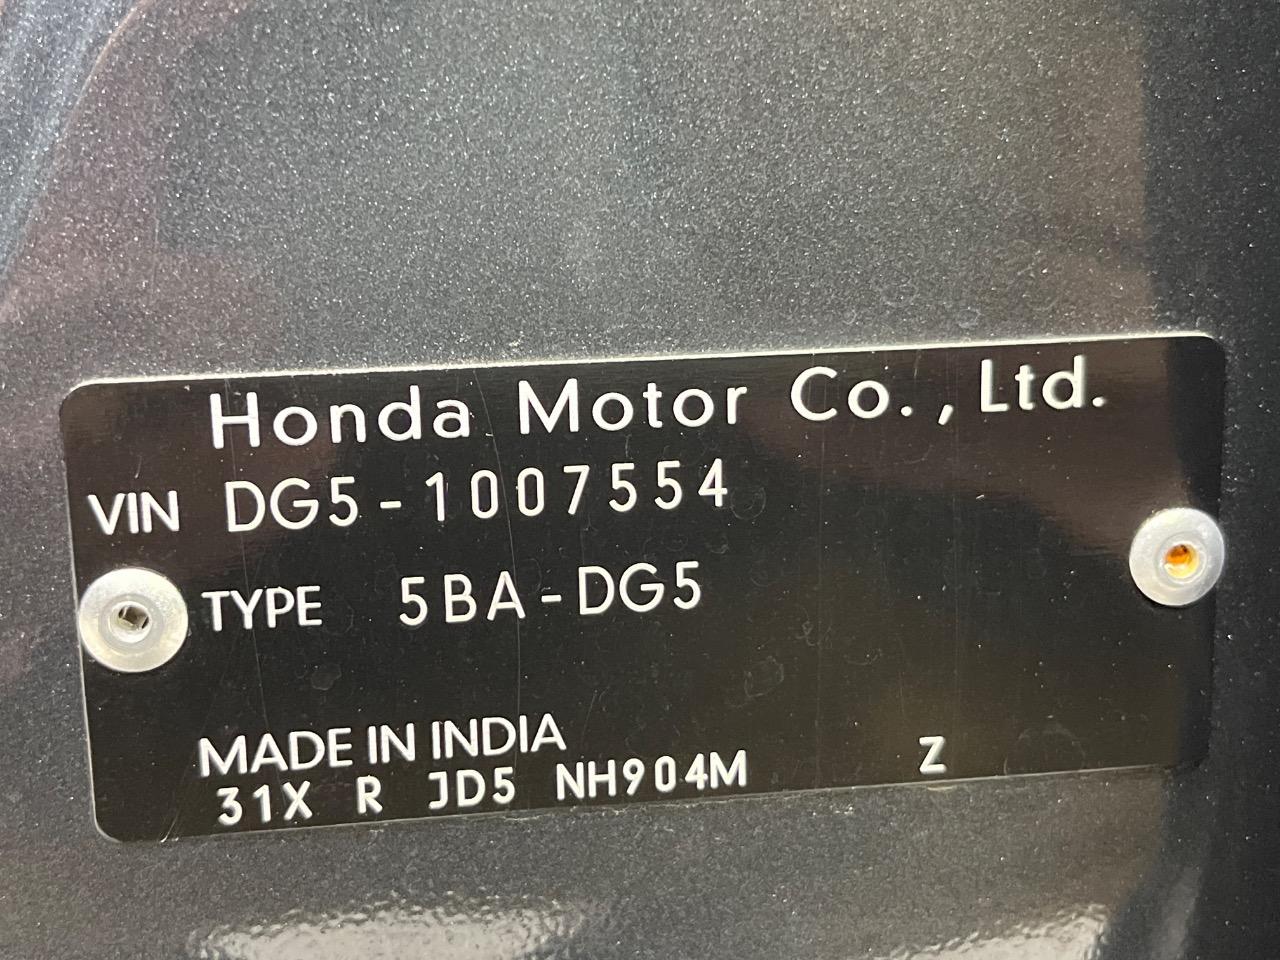 Honda Motor Co., Ltd.
VIN DG5-1007554
TYPE 5BA-DG5
MADE IN INDIA
31X R JD5 NH904M Z